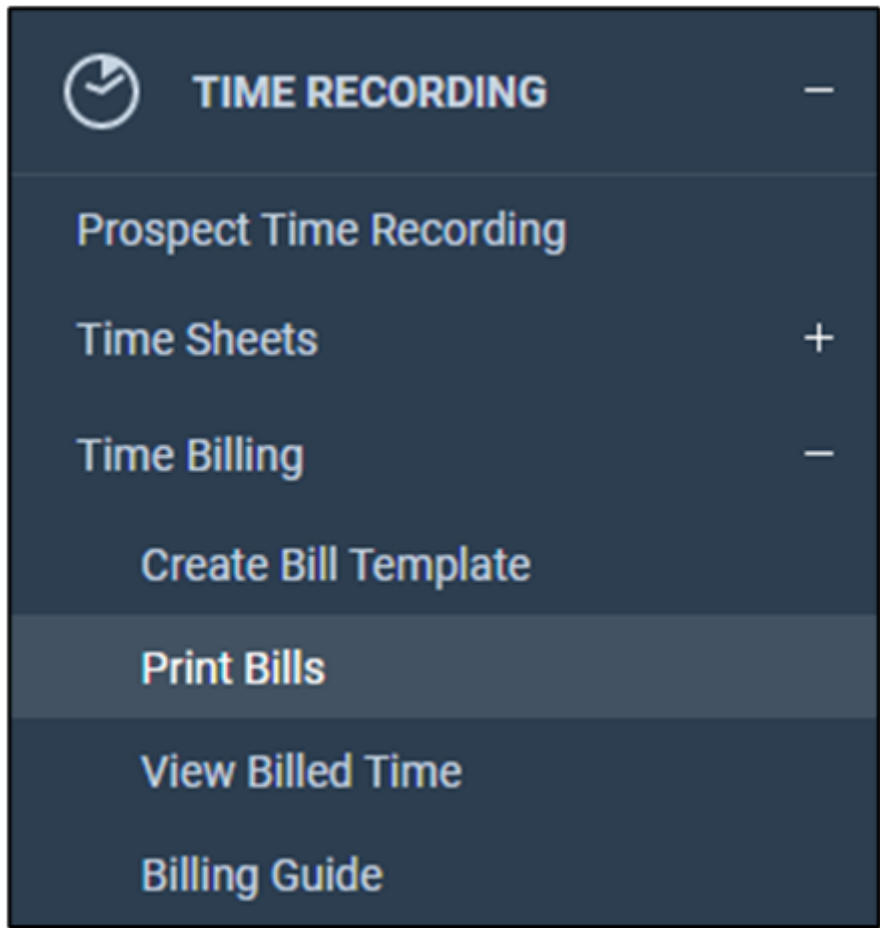 TIME RECORDING
Prospect Time Recording
Time Sheets
Time Billing
Create Bill Template
Print Bills
View Billed Time
Billing Guide